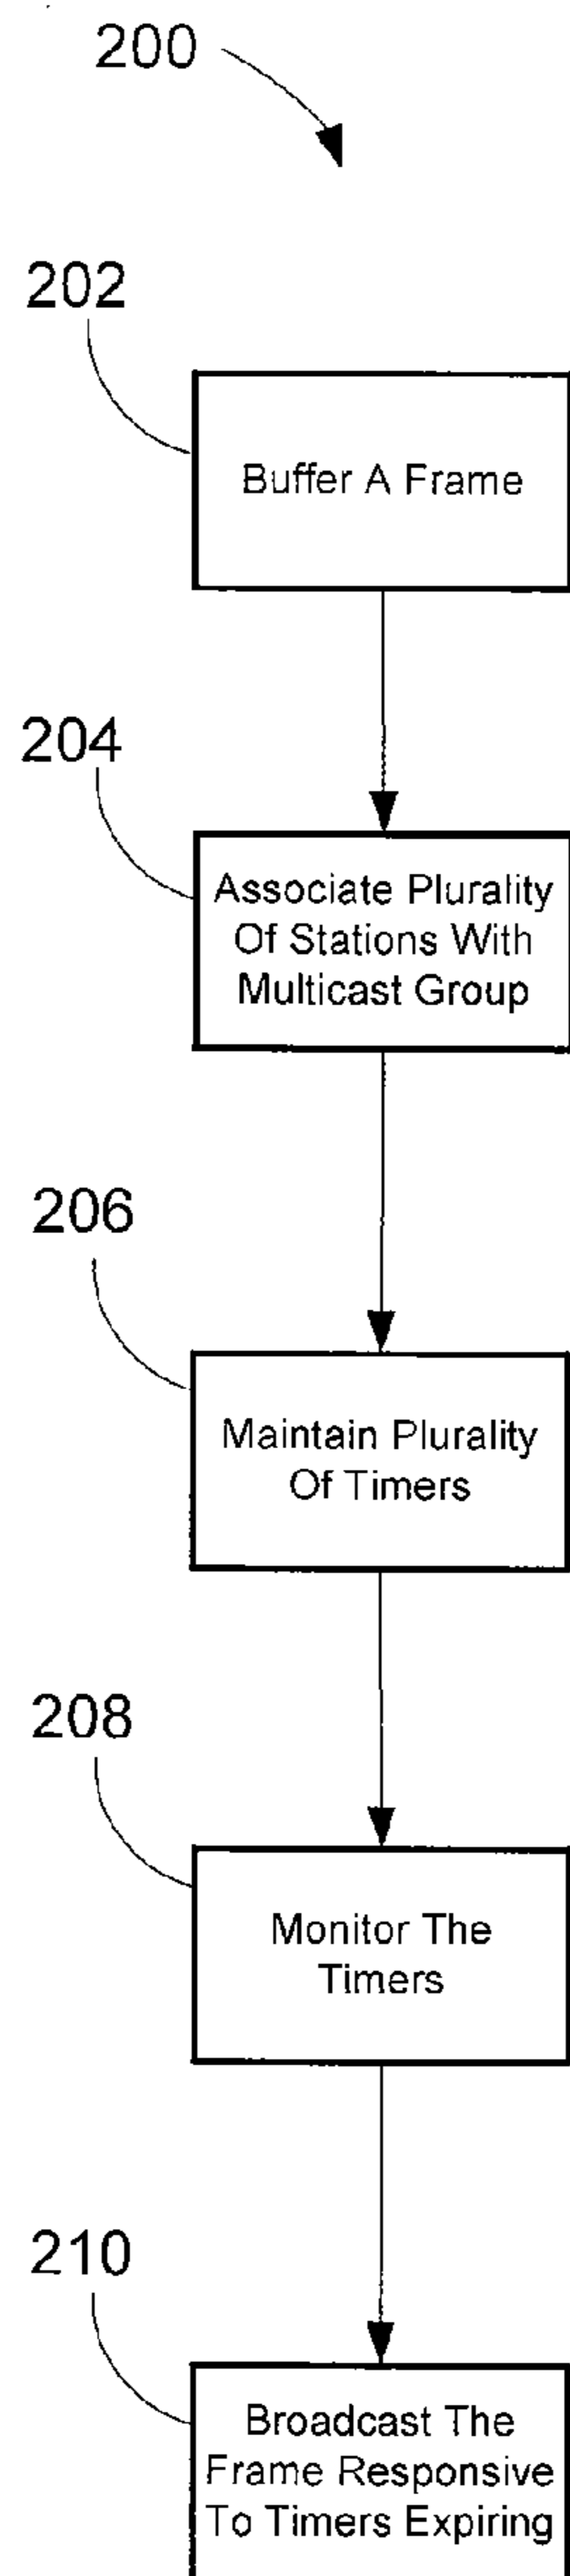 200
202
Buffer A Frame
204
Associate Plurality
Of Stations With
Multicast Group
206
Maintain Plurality
Of Timers
208
Monitor The
Timers
210
Broadcast The
Frame Responsive
To Timers Expiring